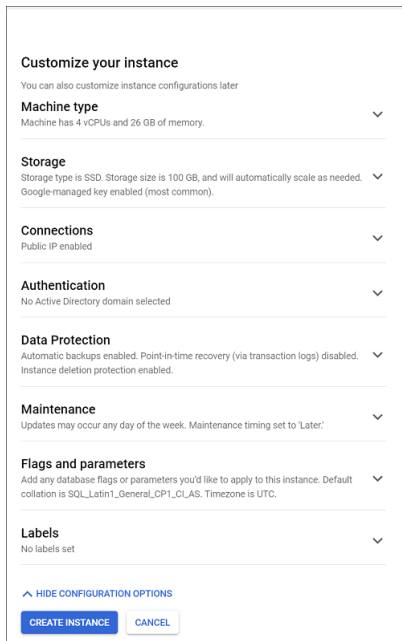 Customize your instance
You can also customize instance configurations later
Machine type
Machine has 4 vCPUs and 26 GB of memory.
Storage
Storage type is SSD. Storage size is 100 GB, and will automatically scale as needed.
Google-managed key enabled (most common).
Connections
Public IP enabled
Authentication
No Active Directory domain selected
Data Protection
Automatic backups enabled. Point-in-time recovery (via transaction logs) disabled.
Instance deletion protection enabled.
Maintenance
Updates may occur any day of the week. Maintenance timing set to 'Later.'
Flags and parameters
Add any database flags or parameters you'd like to apply to this instance. Default
collation is SQL_Latin1_General_CP1_CI_AS. Timezone is UTC.
Labels
No labels set
HIDE CONFIGURATION OPTIONS
CREATE INSTANCE CANCEL